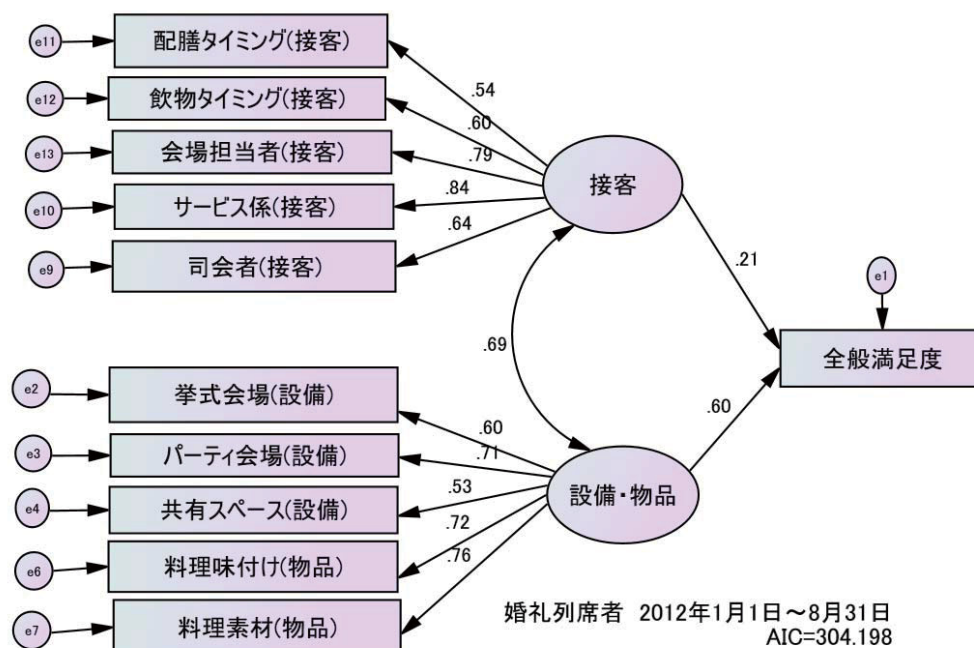 e11
配膳タイミング(接客)
.54
e12
飲物タイミング(接客)
.60
e13
会場担当者(接客)
.79
接客
e10
サービス係(接客)
.84
e9
司会者(接客)
.64
.21
e1
.69
全般満足度
e2
挙式会場(設備)
.60
.60
e3
パーティ会場(設備)
.71
e4
共有スペース(設備)
.53
設備・物品
e6
料理味付け(物品)
.72
e7
料理素材(物品)
.76
婚礼列席者 2012年1月1日～8月31日
AIC=304.198